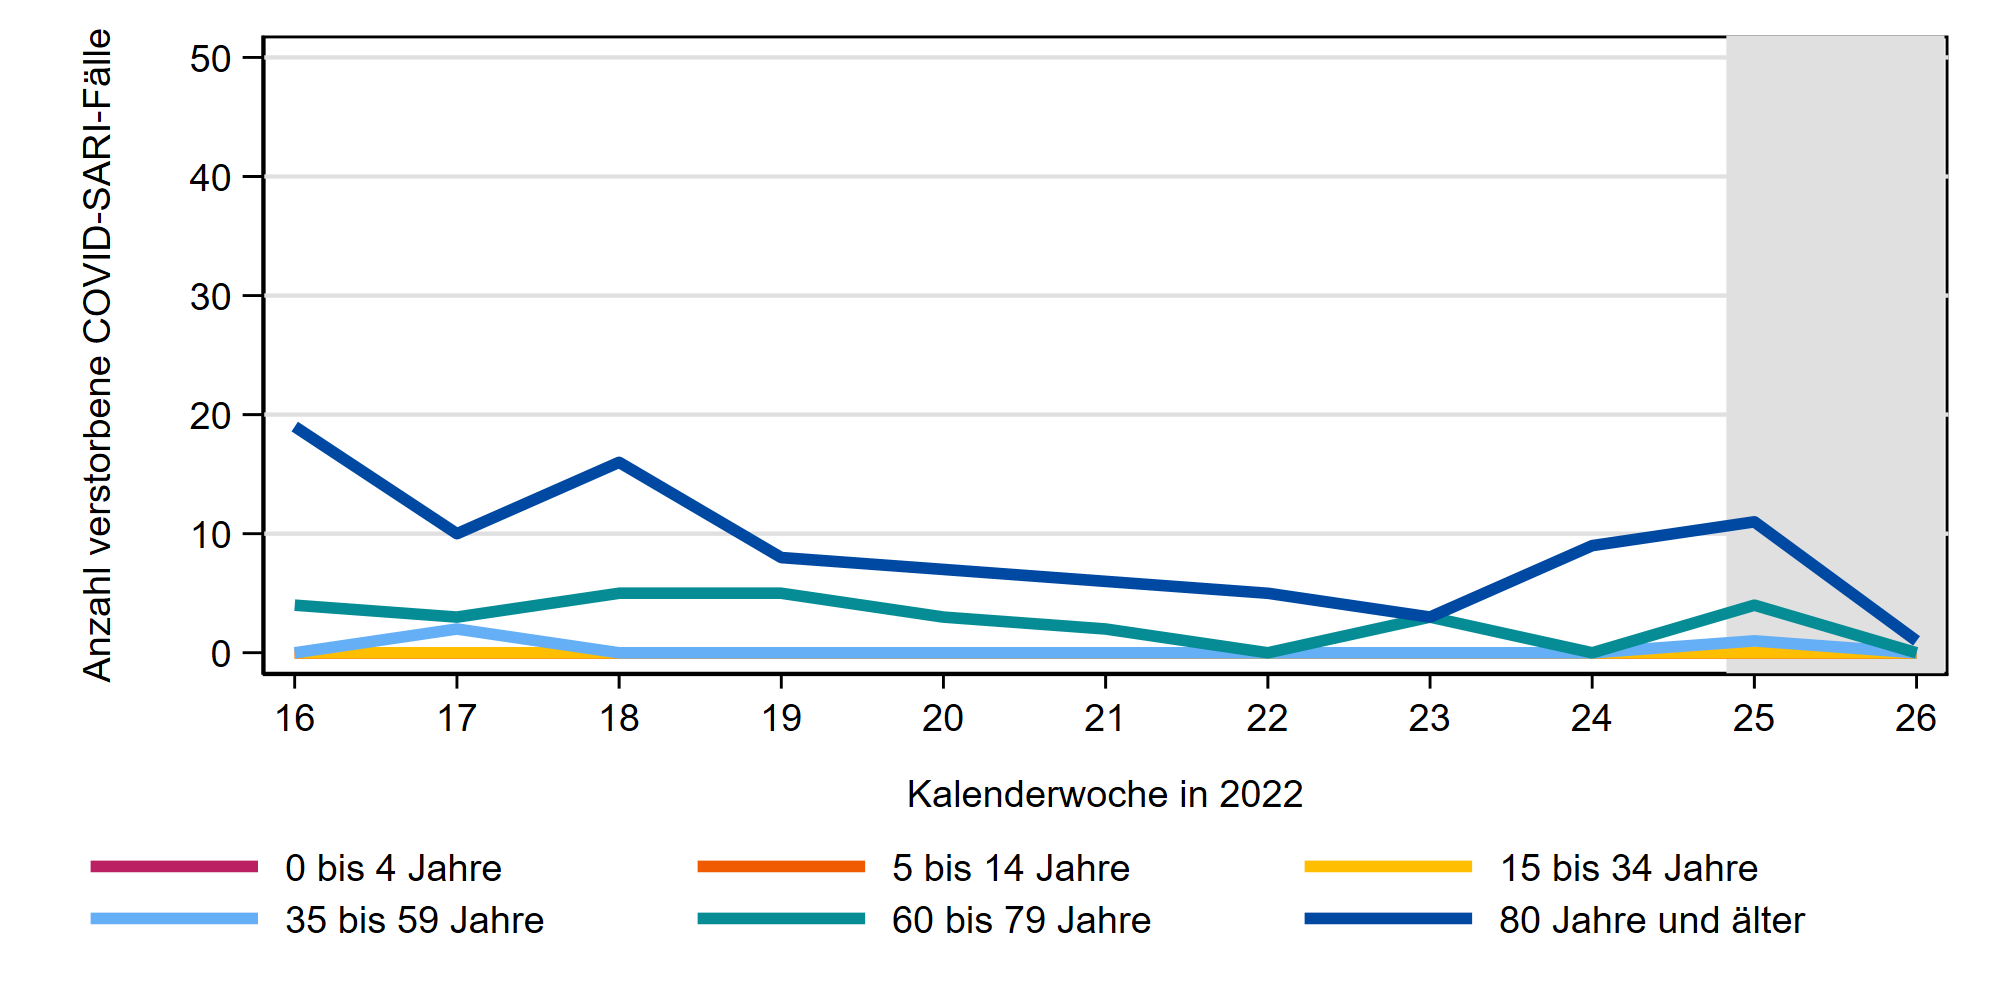 Anzahl verstorbene COVID-SARI-Fälle
50
40
30
20
10
0
16 17 18 19 20 21 22 23 24 25 26
Kalenderwoche in 2022
0 bis 4 Jahre 5 bis 14 Jahre 15 bis 34 Jahre
35 bis 59 Jahre 60 bis 79 Jahre 80 Jahre und älter